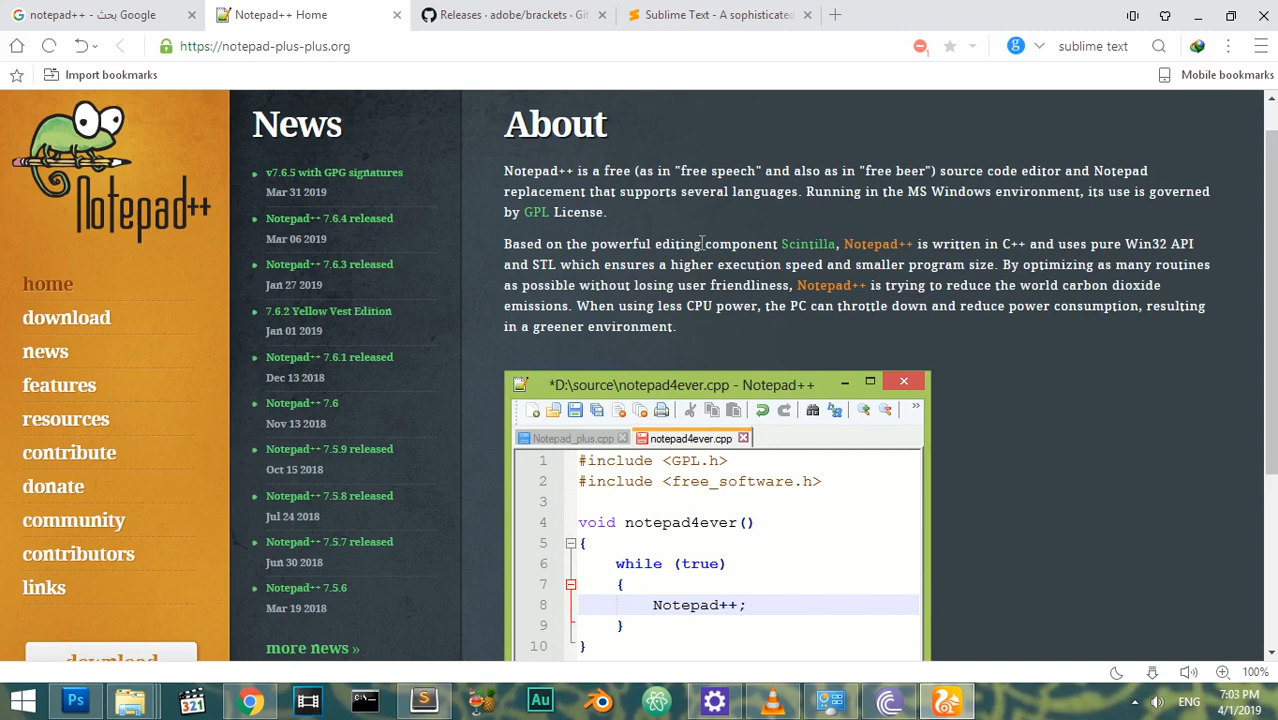 notepad++ - بحث Google
Notepad++ Home
Releases · adobe/brackets · Git
Sublime Text - A sophisticated
https://notepad-plus-plus.org
1
sublime text
Import bookmarks
Mobile bookmarks
Notepad++
home
download
news
features
resources
contribute
donate
community
contributors
links
download
News
v7.6.5 with GPG signatures
Mar 31 2019
Notepad++ 7.6.4 released
Mar 06 2019
Notepad++ 7.6.3 released
Jan 27 2019
7.6.2 Yellow Vest Edition
Jan 01 2019
Notepad++ 7.6.1 released
Dec 13 2018
Notepad++ 7.6
Nov 13 2018
Notepad++ 7.5.9 released
Oct 15 2018
Notepad++ 7.5.8 released
Jul 24 2018
Notepad++ 7.5.7 released
Jun 30 2018
Notepad++ 7.5.6
Mar 19 2018
more news »
About
Notepad++ is a free (as in "free speech" and also as in "free beer") source code editor and Notepad
replacement that supports several languages. Running in the MS Windows environment, its use is governed
by GPL License.
Based on the powerful editing component Scintilla, Notepad++ is written in C++ and uses pure Win32 API
and STL which ensures a higher execution speed and smaller program size. By optimizing as many routines
as possible without losing user friendliness, Notepad++ is trying to reduce the world carbon dioxide
emissions. When using less CPU power, the PC can throttle down and reduce power consumption, resulting
in a greener environment.
*D:\source\notepad4ever.cpp - Notepad++
Notepad_plus.cpp
notepad4ever.cpp
1 #include <GPL.h>
2 #include <free_software.h>
3
4 void notepad4ever()
5 {
6 while (true)
7 {
8 Notepad++;
9 }
10 }
100%
Ps
321
S
Au
ENG
7:03 PM
4/1/2019